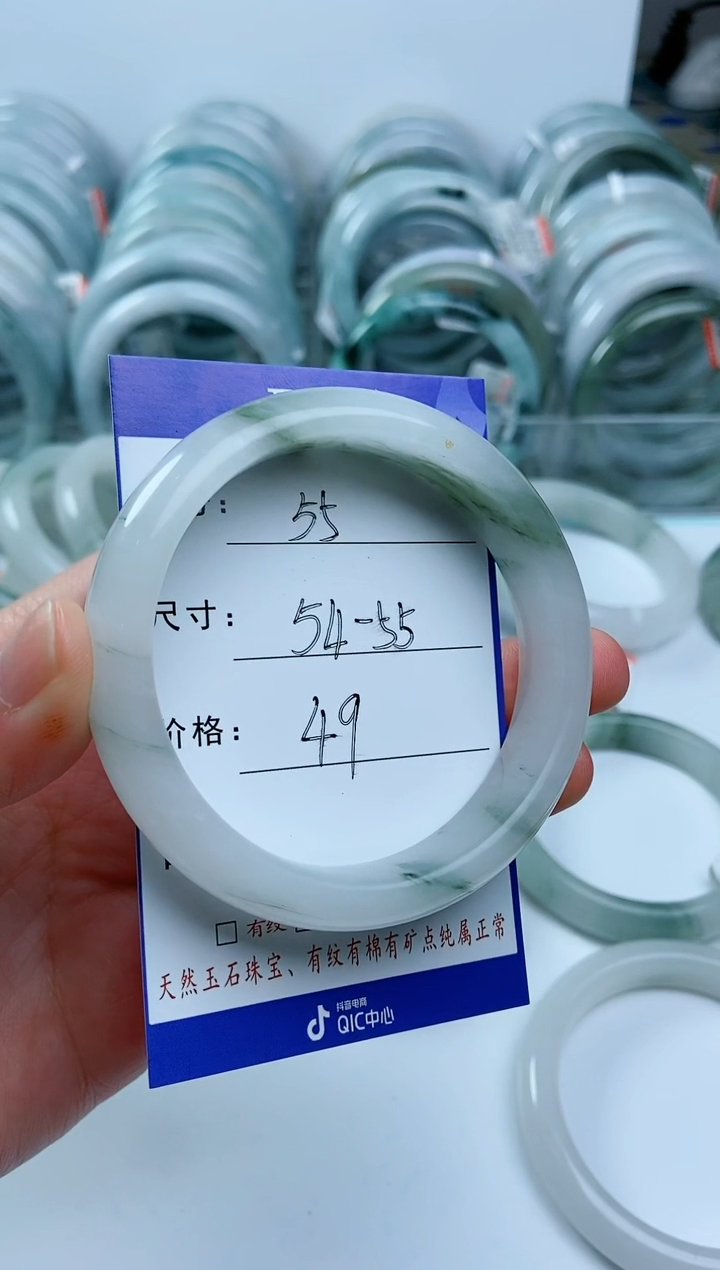 55
尺寸： 54-55
价格： 49
有纹
天然玉石珠宝、有纹有棉有矿点纯属正常
抖音电商
QIC中心